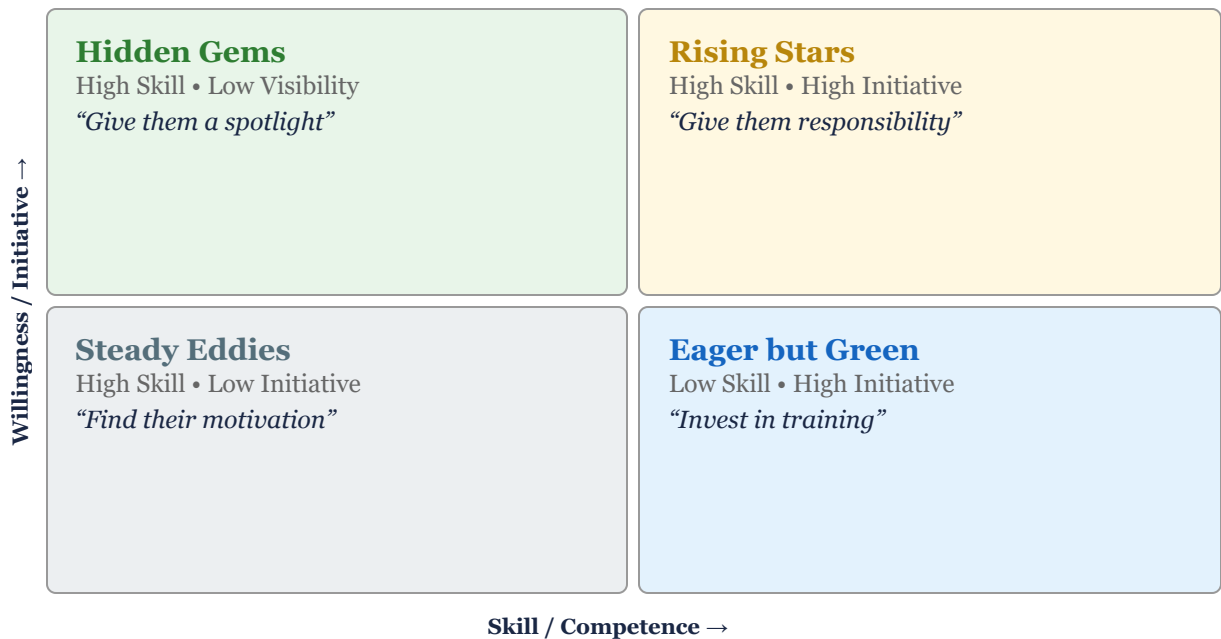 Hidden Gems
High Skill • Low Visibility
“Give them a spotlight”
Rising Stars
High Skill • High Initiative
“Give them responsibility”
Willingness / Initiative →
Steady Eddies
High Skill • Low Initiative
“Find their motivation”
Eager but Green
Low Skill • High Initiative
“Invest in training”
Skill / Competence →